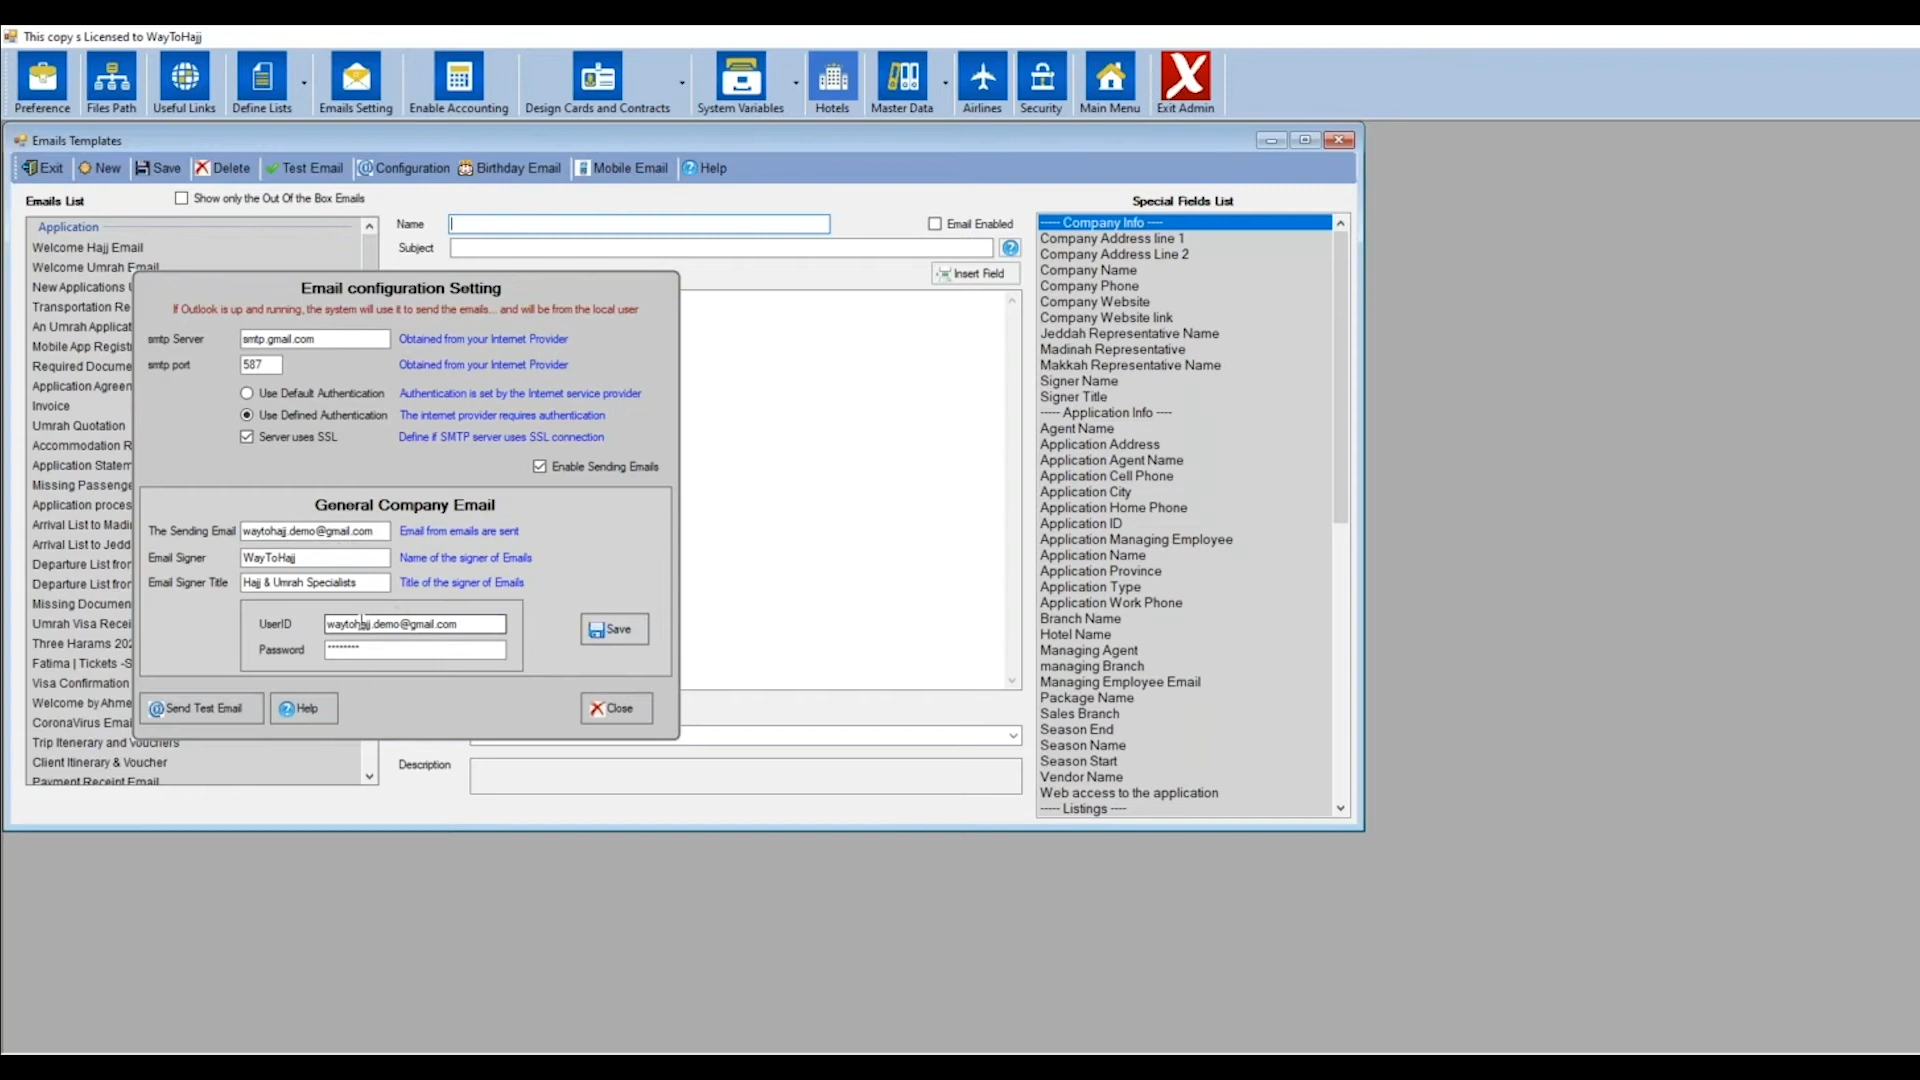 This copy s Licensed to WayToHajj
Preference
Files Path
Useful Links
Define Lists
Emails Setting
Enable Accounting
Design Cards and Contracts
System Variables
Hotels
Master Data
Airlines
Security
Main Menu
Exit Admin
Emails Templates
Exit
New
Save
Delete
Test Email
Configuration
Birthday Email
Mobile Email
Help
Emails List
Show only the Out Of the Box Emails
Application
Welcome Hajj Email
Welcome Umrah Email
New Applications
Transportation Re
An Umrah Applicat
Mobile App Registr
Required Docume
Application Agreen
Invoice
Umrah Quotation
Accommodation R
Application Statem
Missing Passenge
Application proces
Arrival List to Madi
Arrival List to Jedd
Departure List fror
Departure List fror
Missing Documen
Umrah Visa Recei
Three Harams 202
Fatima | Tickets -S
Visa Confirmation
Welcome by Ahme
CoronaVirus Emai
Trip Itenerary and Vouchers
Client Itinerary & Voucher
Payment Receipt Email
Name
Email Enabled
Subject
Insert Field
Description
Email configuration Setting
If Outlook is up and running, the system will use it to send the emails... and will be from the local user
smtp Server
smtp.gmail.com
Obtained from your Internet Provider
smtp port
587
Obtained from your Internet Provider
Use Default Authentication
Authentication is set by the Internet service provider
Use Defined Authentication
The internet provider requires authentication
Server uses SSL
Define if SMTP server uses SSL connection
Enable Sending Emails
General Company Email
The Sending Email
waytohajj.demo@gmail.com
Email from emails are sent
Email Signer
WayToHajj
Name of the signer of Emails
Email Signer Title
Hajj & Umrah Specialists
Title of the signer of Emails
UserID
waytohajj.demo@gmail.com
Password
********
Save
Send Test Email
Help
Close
Special Fields List
---- Company Info ----
Company Address line 1
Company Address Line 2
Company Name
Company Phone
Company Website
Company Website link
Jeddah Representative Name
Madinah Representative
Makkah Representative Name
Signer Name
Signer Title
---- Application Info ----
Agent Name
Application Address
Application Agent Name
Application Cell Phone
Application City
Application Home Phone
Application ID
Application Managing Employee
Application Name
Application Province
Application Type
Application Work Phone
Branch Name
Hotel Name
Managing Agent
managing Branch
Managing Employee Email
Package Name
Sales Branch
Season End
Season Name
Season Start
Vendor Name
Web access to the application
---- Listings ----